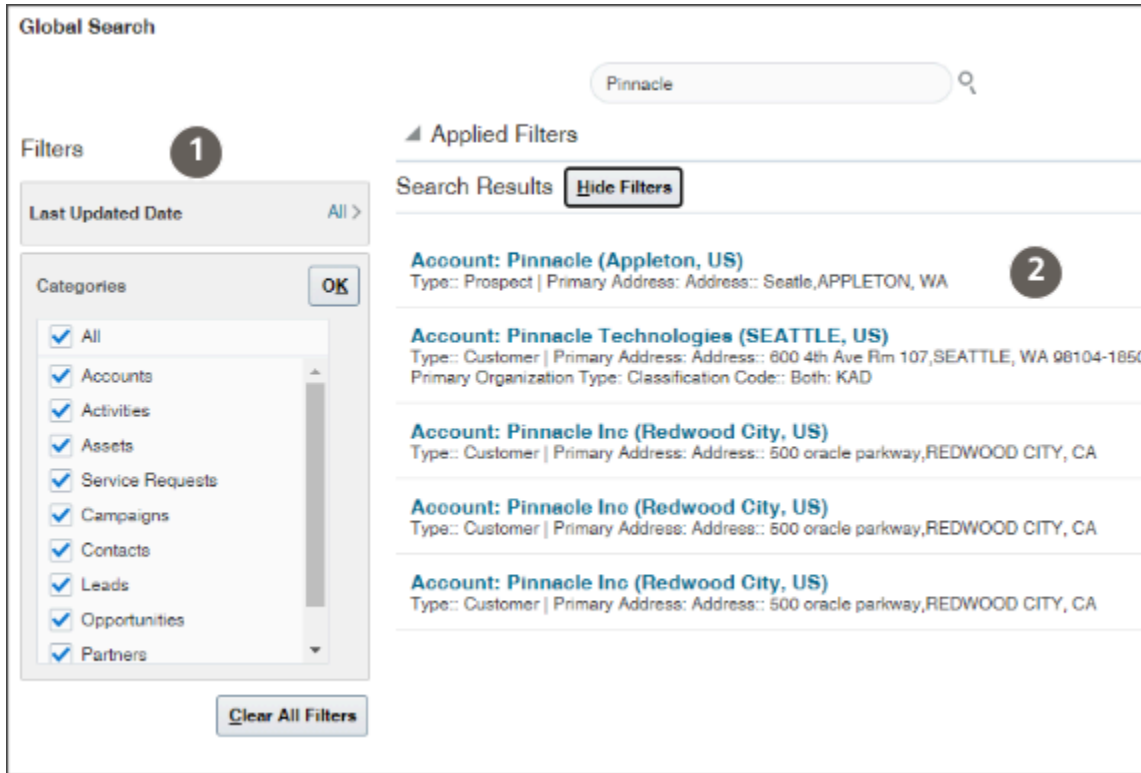 Global Search
Pinnacle
Filters
1
Last Updated Date All
Categories OK
All
Accounts
Activities
Assets
Service Requests
Campaigns
Contacts
Leads
Opportunities
Partners
Clear All Filters
Applied Filters
Search Results Hide Filters
Account: Pinnacle (Appleton, US)
Type:: Prospect | Primary Address: Address:: Seatle,APPLETON, WA
2
Account: Pinnacle Technologies (SEATTLE, US)
Type:: Customer | Primary Address: Address:: 600 4th Ave Rm 107,SEATTLE, WA 98104-1850
Primary Organization Type: Classification Code:: Both: KAD
Account: Pinnacle Inc (Redwood City, US)
Type:: Customer | Primary Address: Address:: 500 oracle parkway,REDWOOD CITY, CA
Account: Pinnacle Inc (Redwood City, US)
Type:: Customer | Primary Address: Address:: 500 oracle parkway,REDWOOD CITY, CA
Account: Pinnacle Inc (Redwood City, US)
Type:: Customer | Primary Address: Address:: 500 oracle parkway,REDWOOD CITY, CA